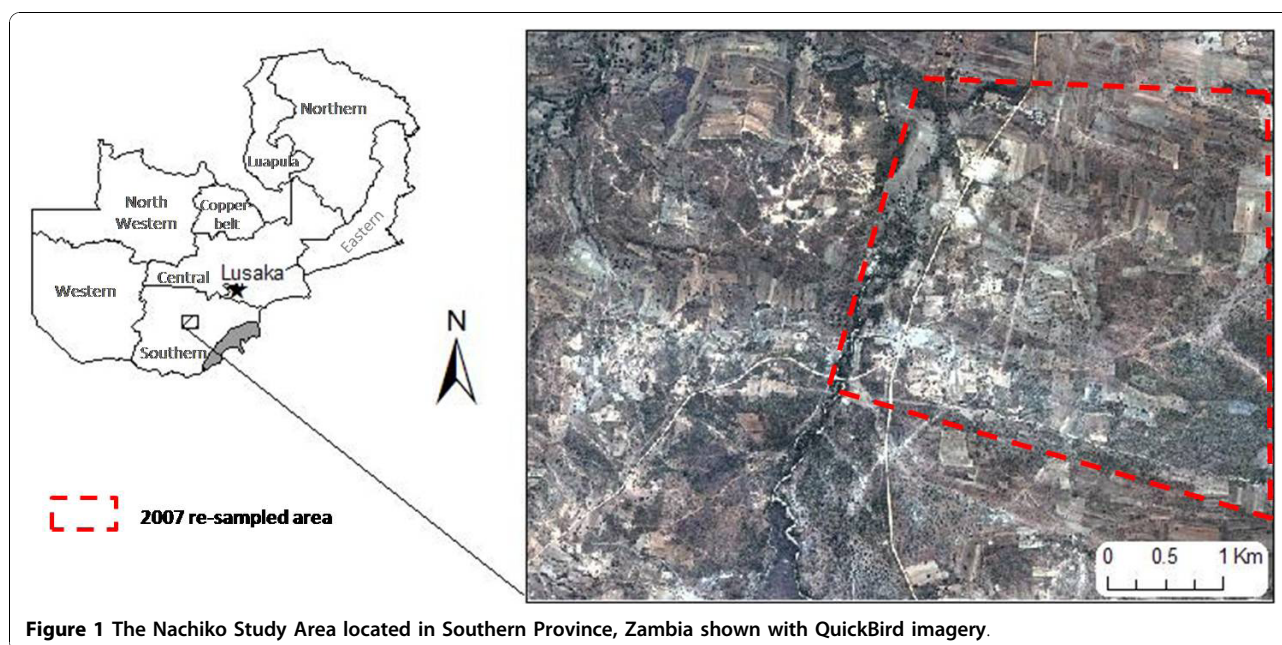 Northern
Luapula
North
Western
Copper
belt
Eastern
Central
Lusaka
Western
Southern
N
2007 re-sampled area
0 0.5 1 Km
Figure 1 The Nachiko Study Area located in Southern Province, Zambia shown with QuickBird imagery.